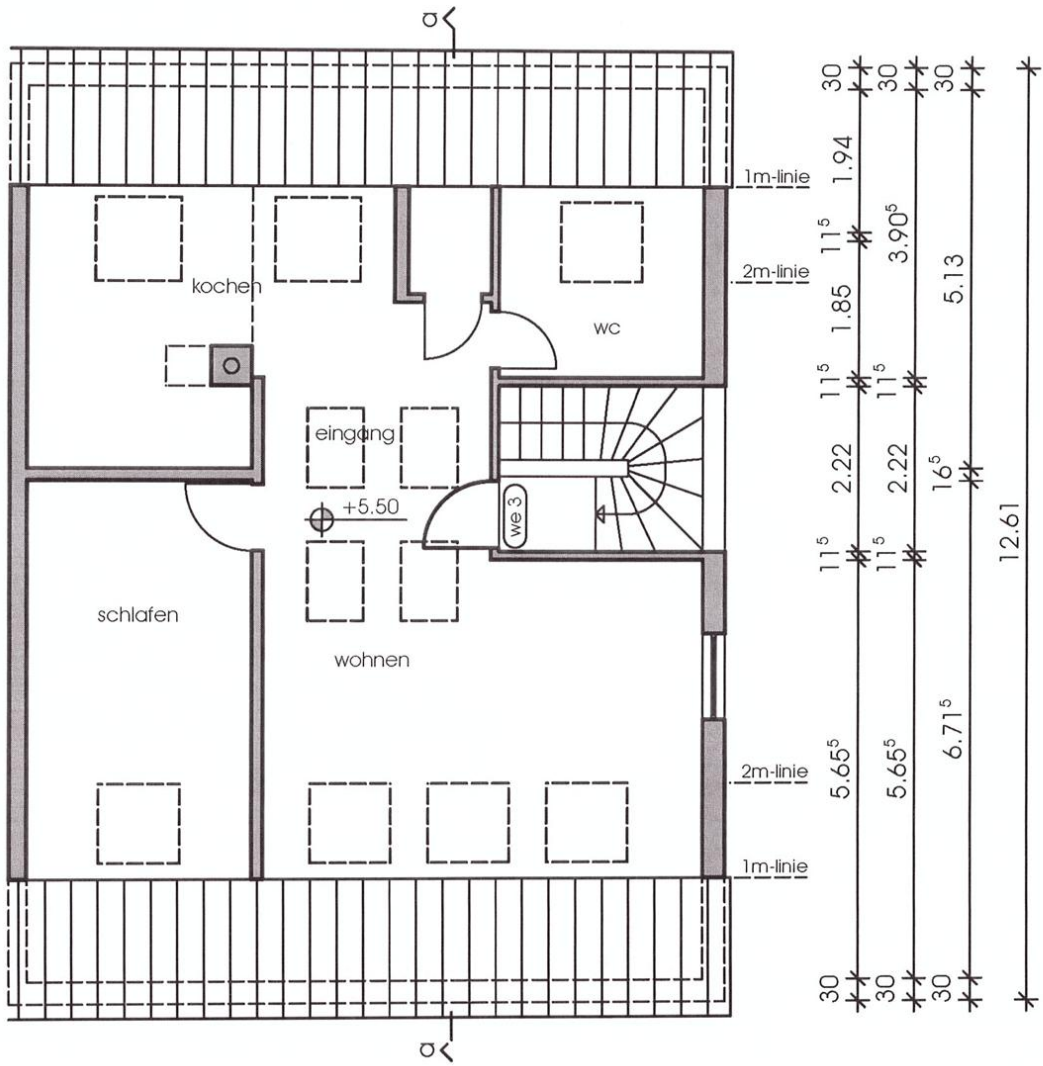 a
30
30
30
1.94
1m-linie
11⁵
3.90⁵
2m-linie
5.13
kochen
1.85
wc
11⁵
11⁵
eingang
2.22
2.22
16⁵
+5.50
we 3
12.61
11⁵
11⁵
schlafen
wohnen
6.71⁵
5.65⁵
5.65⁵
2m-linie
1m-linie
30
30
30
a